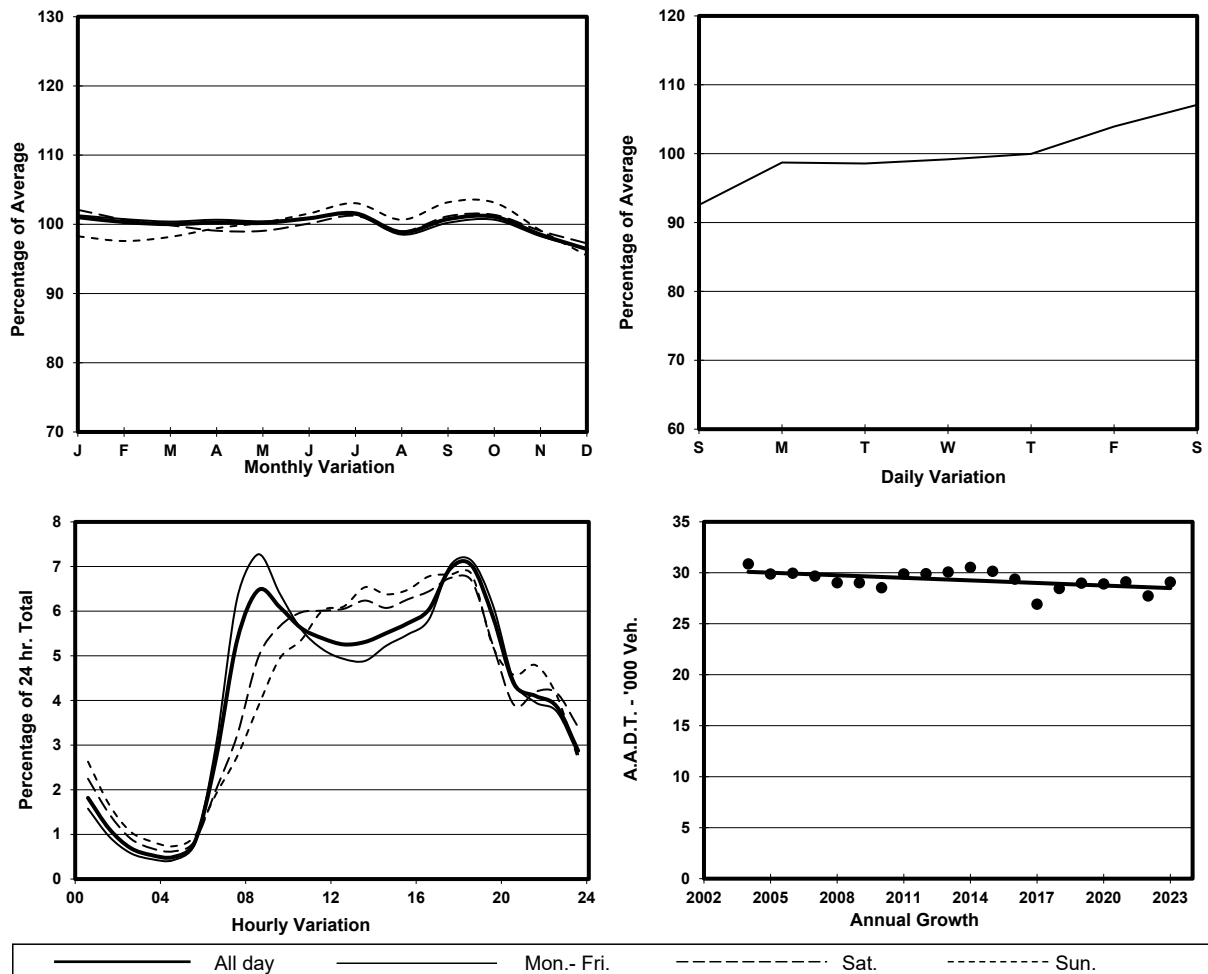 Percentage of Average
130
120
110
100
90
80
70
J F M A M J J A S O N D
Monthly Variation
Percentage of Average
120
110
100
90
80
70
60
S M T W T F S
Daily Variation
Percentage of 24 hr. Total
8
7
6
5
4
3
2
1
0
00 04 08 12 16 20 24
Hourly Variation
A.A.D.T. - '000 Veh.
35
30
25
20
15
10
5
0
2002 2005 2008 2011 2014 2017 2020 2023
Annual Growth
All day Mon.- Fri. Sat. Sun.